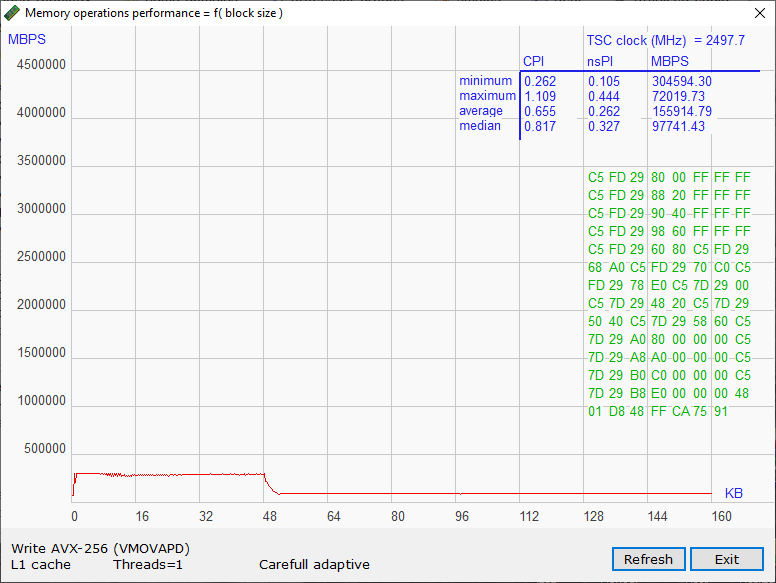 Memory operations performance = f( block size )
MBPS
TSC clock (MHz) = 2497.7
CPI nsPI MBPS
minimum 0.262 0.105 304594.30
maximum 1.109 0.444 72019.73
average 0.655 0.262 155914.79
median 0.817 0.327 97741.43
4500000
4000000
3500000
3000000
2500000
2000000
1500000
1000000
500000
C5 FD 29 80 00 FF FF FF
C5 FD 29 88 20 FF FF FF
C5 FD 29 90 40 FF FF FF
C5 FD 29 98 60 FF FF FF
C5 FD 29 60 80 C5 FD 29
68 A0 C5 FD 29 70 C0 C5
FD 29 78 E0 C5 7D 29 00
C5 7D 29 48 20 C5 7D 29
50 40 C5 7D 29 58 60 C5
7D 29 A0 80 00 00 00 C5
7D 29 A8 A0 00 00 00 C5
7D 29 B0 C0 00 00 00 C5
7D 29 B8 E0 00 00 00 48
01 D8 48 FF CA 75 91
KB
0 16 32 48 64 80 96 112 128 144 160
Write AVX-256 (VMOVAPD)
L1 cache Threads=1 Carefull adaptive
Refresh Exit